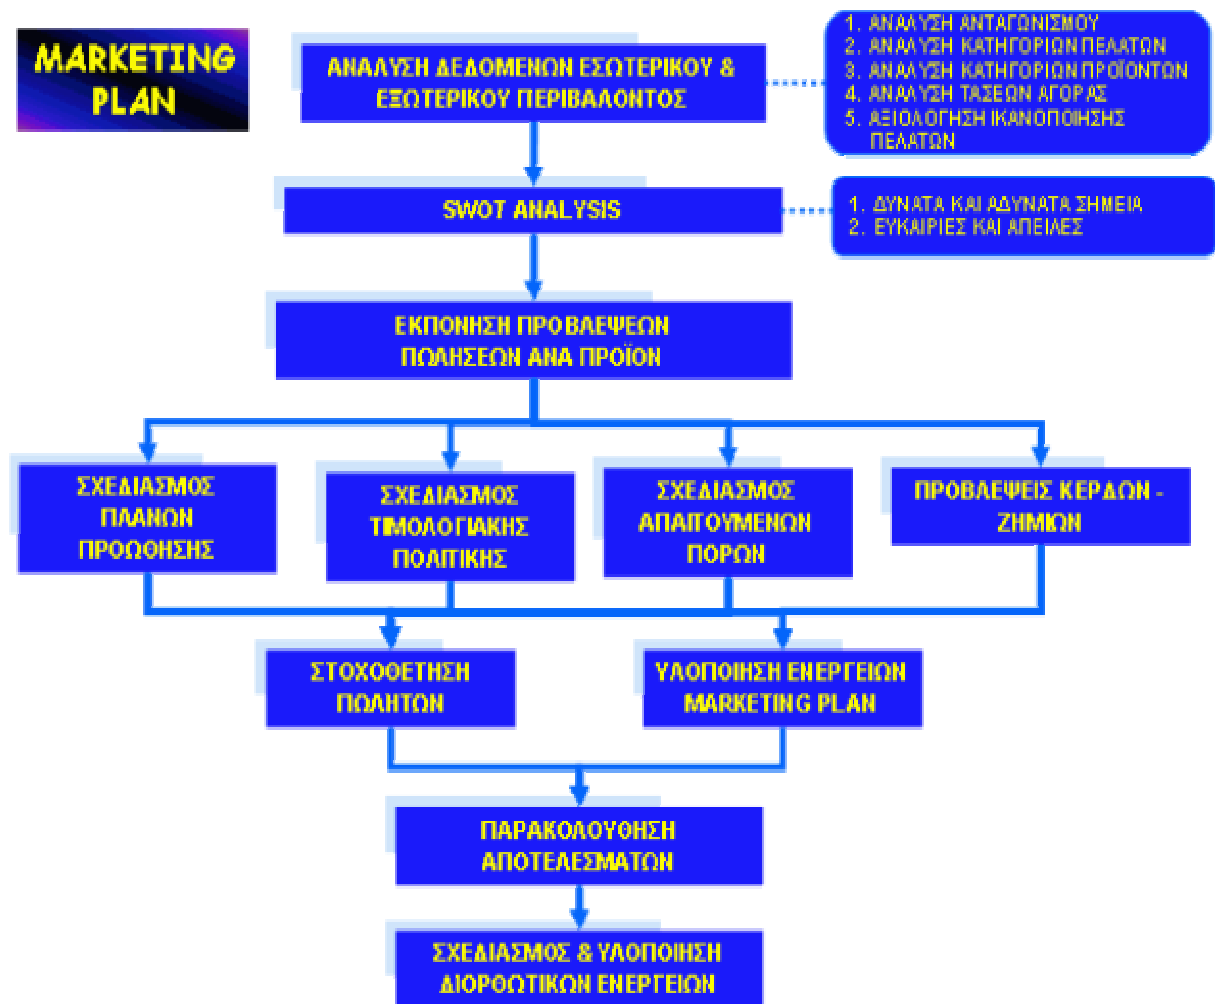 MARKETING
PLAN
ΑΝΑΛΥΣΗ ΔΕΔΟΜΕΝΩΝ ΕΣΩΤΕΡΙΚΟΥ &
ΕΞΩΤΕΡΙΚΟΥ ΠΕΡΙΒΑΛΟΝΤΟΣ
1. ΑΝΑΛΥΣΗ ΑΝΤΑΓΩΝΙΣΜΟΥ
2. ΑΝΑΛΥΣΗ ΚΑΤΗΓΟΡΙΩΝ ΠΕΛΑΤΩΝ
3. ΑΝΑΛΥΣΗ ΚΑΤΗΓΟΡΙΩΝ ΠΡΟΪΟΝΤΩΝ
4. ΑΝΑΛΥΣΗ ΤΑΣΕΩΝ ΑΓΟΡΑΣ
5. ΑΞΙΟΛΟΓΗΣΗ ΙΚΑΝΟΠΟΙΗΣΗΣ
ΠΕΛΑΤΩΝ
SWOT ANALYSIS
1. ΔΥΝΑΤΑ ΚΑΙ ΑΔΥΝΑΤΑ ΣΗΜΕΙΑ
2. ΕΥΚΑΙΡΙΕΣ ΚΑΙ ΑΠΕΙΛΕΣ
ΕΚΠΟΝΗΣΗ ΠΡΟΒΛΕΨΕΩΝ
ΠΩΛΗΣΕΩΝ ΑΝΑ ΠΡΟΪΟΝ
ΣΧΕΔΙΑΣΜΟΣ
ΠΛΑΝΩΝ
ΠΡΟΩΘΗΣΗΣ
ΣΧΕΔΙΑΣΜΟΣ
ΤΙΜΟΛΟΓΙΑΚΗΣ
ΠΟΛΙΤΙΚΗΣ
ΣΧΕΔΙΑΣΜΟΣ
ΑΠΑΙΤΟΥΜΕΝΩΝ
ΠΟΡΩΝ
ΠΡΟΒΛΕΨΕΙΣ ΚΕΡΔΩΝ -
ΖΗΜΙΩΝ
ΣΤΟΧΟΘΕΤΗΣΗ
ΠΩΛΗΤΩΝ
ΥΛΟΠΟΙΗΣΗ ΕΝΕΡΓΕΙΩΝ
MARKETING PLAN
ΠΑΡΑΚΟΛΟΥΘΗΣΗ
ΑΠΟΤΕΛΕΣΜΑΤΩΝ
ΣΧΕΔΙΑΣΜΟΣ & ΥΛΟΠΟΙΗΣΗ
ΔΙΟΡΘΩΤΙΚΩΝ ΕΝΕΡΓΕΙΩΝ